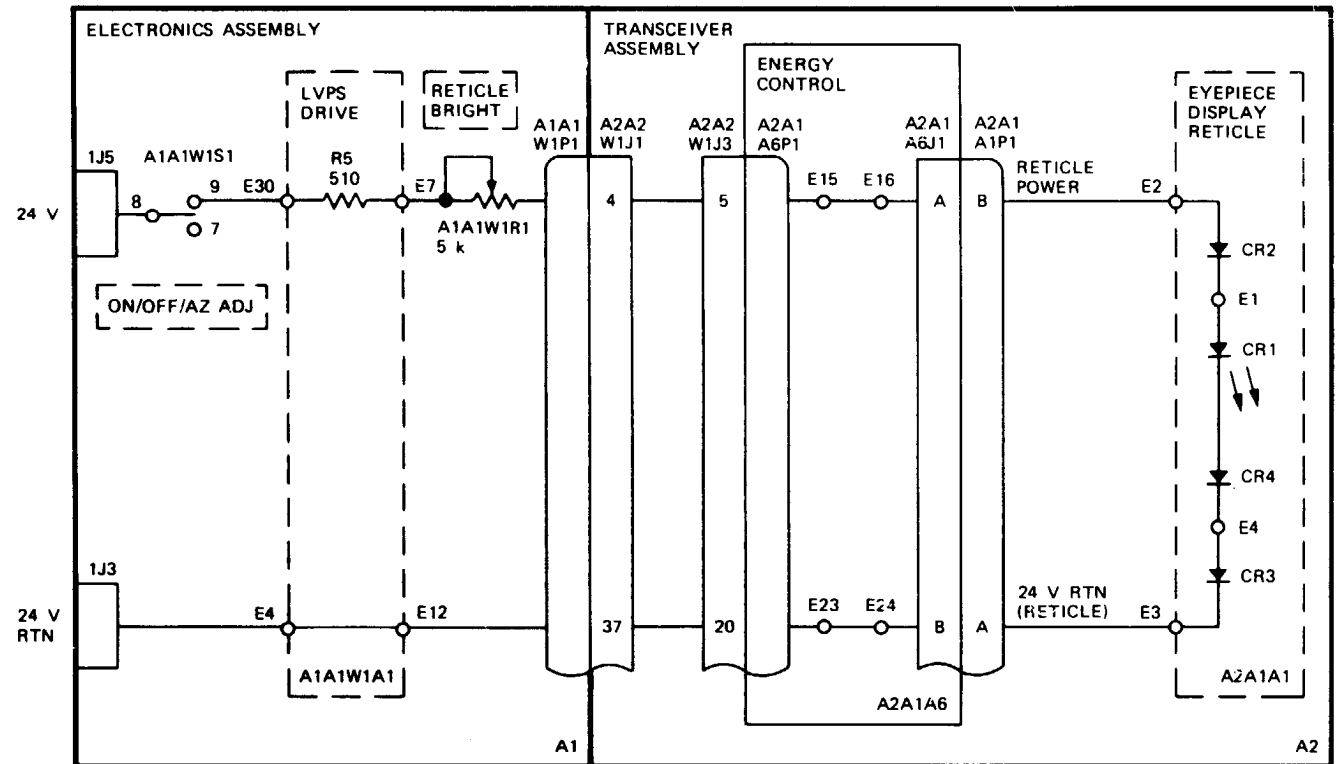 ELECTRONICS ASSEMBLY
TRANSCEIVER
ASSEMBLY
ENERGY
CONTROL
LVPS
DRIVE
RETICLE
BRIGHT
EYEPIECE
DISPLAY
RETICLE
A1A1
W1P1
A2A2
W1J1
A2A2
W1J3
A2A1
A6P1
A2A1
A6J1
A2A1
A1P1
1J5
A1A1W1S1
24 V
8
9
7
E30
R5
510
E7
A1A1W1R1
5 k
4
5
E15
E16
A
B
RETICLE
POWER
E2
CR2
E1
CR1
CR4
E4
CR3
ON/OFF/AZ ADJ
1J3
24 V
RTN
E4
E12
37
20
E23
E24
B
A
24 V RTN
(RETICLE)
E3
A1A1W1A1
A2A1A6
A2A1A1
A1
A2